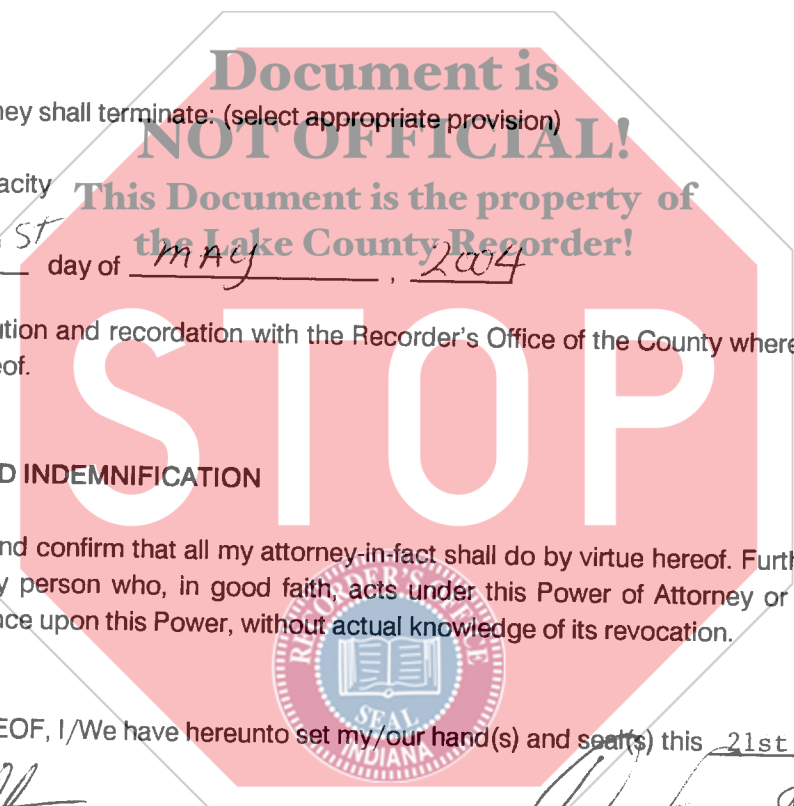 Document is
ney shall terminate: (select appropriate provision)
NOT OFFICIAL!
acity
This Document is the property of
the Lake County Recorder!
st
day of MAY, 2004
ution and recordation with the Recorder's Office of the County where
eof.
STOP
D INDEMNIFICATION
nd confirm that all my attorney-in-fact shall do by virtue hereof. Furth
y person who, in good faith, acts under this Power of Attorney or
nce upon this Power, without actual knowledge of its revocation.
RECORDER'S OFFICE
SEAL
INDIANA
EOF, I/We have hereunto set my/our hand(s) and seal(s) this 21st